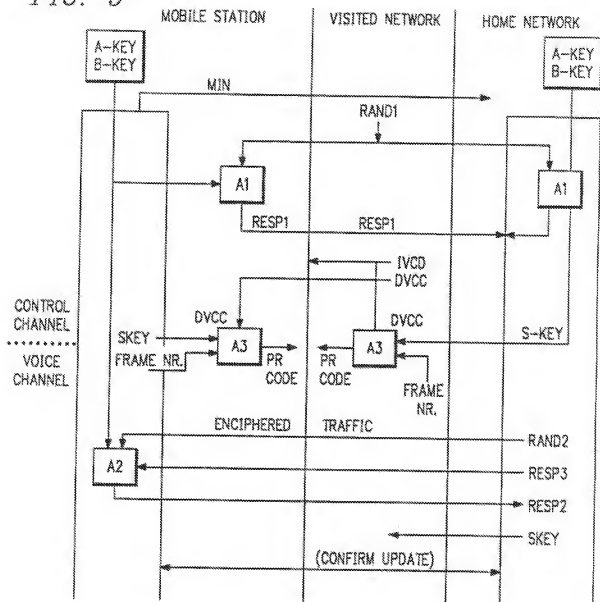 MOBILE STATION
VISITED NETWORK
HOME NETWORK
A-KEY
B-KEY
A-KEY
B-KEY
MIN
RAND1
A1
A1
RESP1
RESP1
IVCD
DVCC
CONTROL
CHANNEL
DVCC
DVCC
SKEY
S-KEY
VOICE
CHANNEL
FRAME NR.
A3
PR
CODE
PR
CODE
A3
FRAME
NR.
ENCIPHERED TRAFFIC
RAND2
A2
RESP3
RESP2
SKEY
(CONFIRM UPDATE)